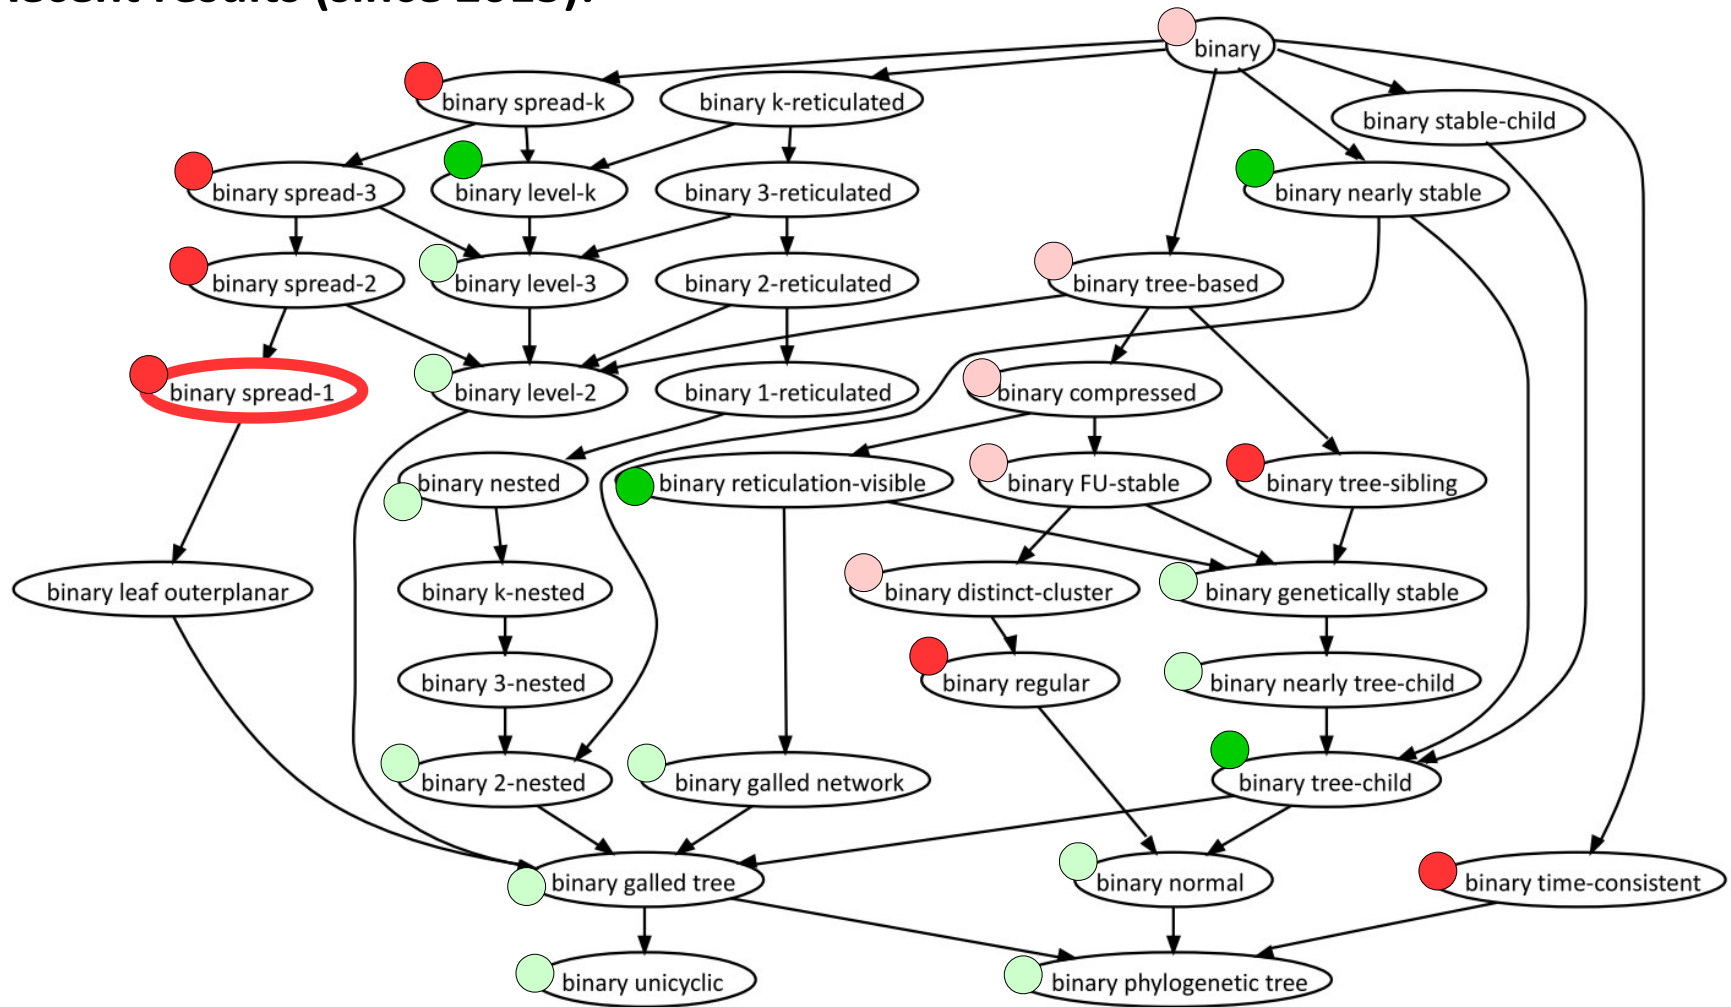 recent results (since 2015):
binary
binary spread-k
binary k-reticulated
binary stable-child
binary spread-3
binary level-k
binary 3-reticulated
binary nearly stable
binary spread-2
binary level-3
binary 2-reticulated
binary tree-based
binary spread-1
binary level-2
binary 1-reticulated
binary compressed
binary nested
binary reticulation-visible
binary FU-stable
binary tree-sibling
binary leaf outerplanar
binary k-nested
binary distinct-cluster
binary genetically stable
binary 3-nested
binary regular
binary nearly tree-child
binary 2-nested
binary galled network
binary tree-child
binary galled tree
binary normal
binary time-consistent
binary unicyclic
binary phylogenetic tree